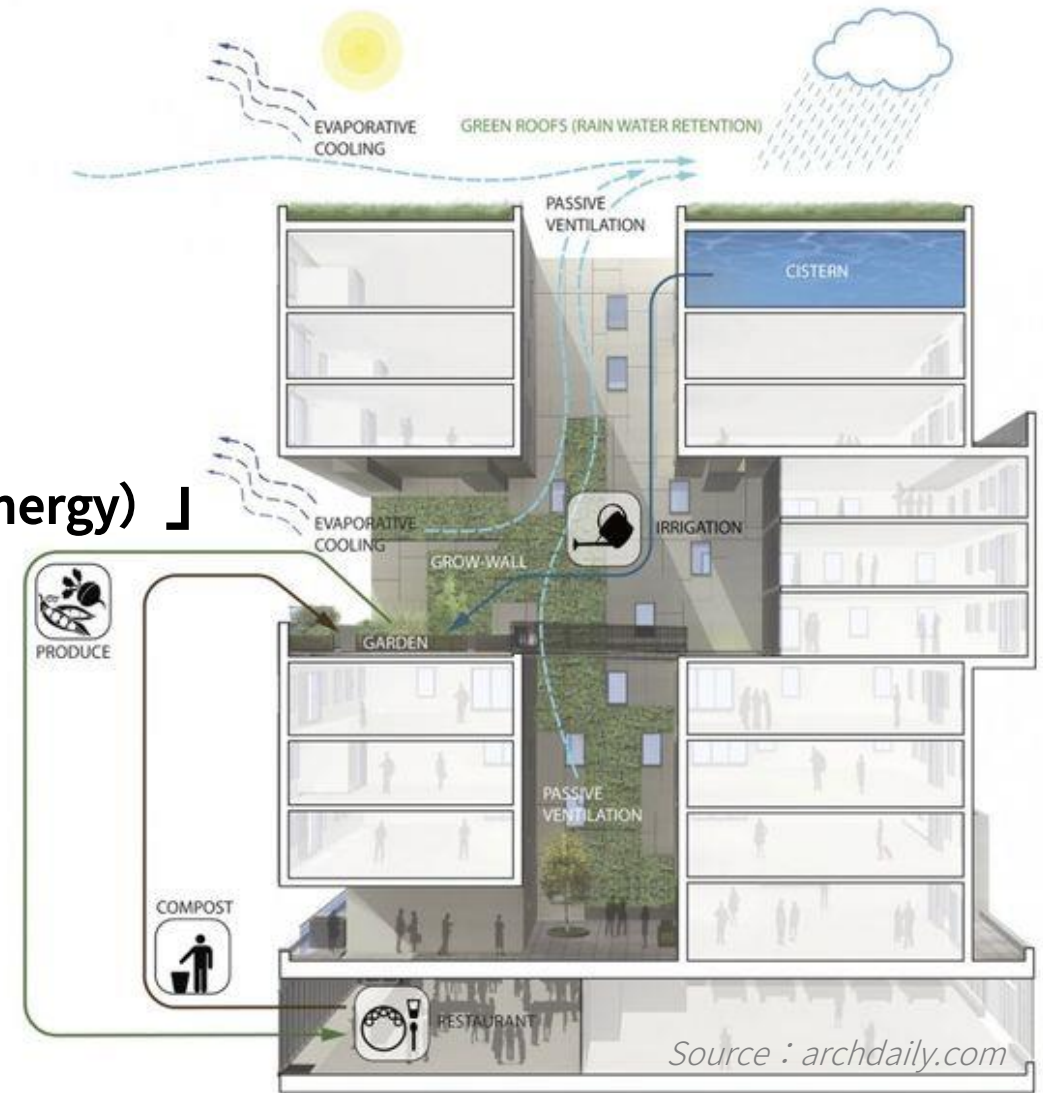 EVAPORATIVE
COOLING
GREEN ROOFS (RAIN WATER RETENTION)
PASSIVE
VENTILATION
CISTERN
nergy）」
EVAPORATIVE
COOLING
IRRIGATION
GROW-WALL
PRODUCE
GARDEN
PASSIVE
VENTILATION
COMPOST
RESTAURANT
Source：archdaily.com